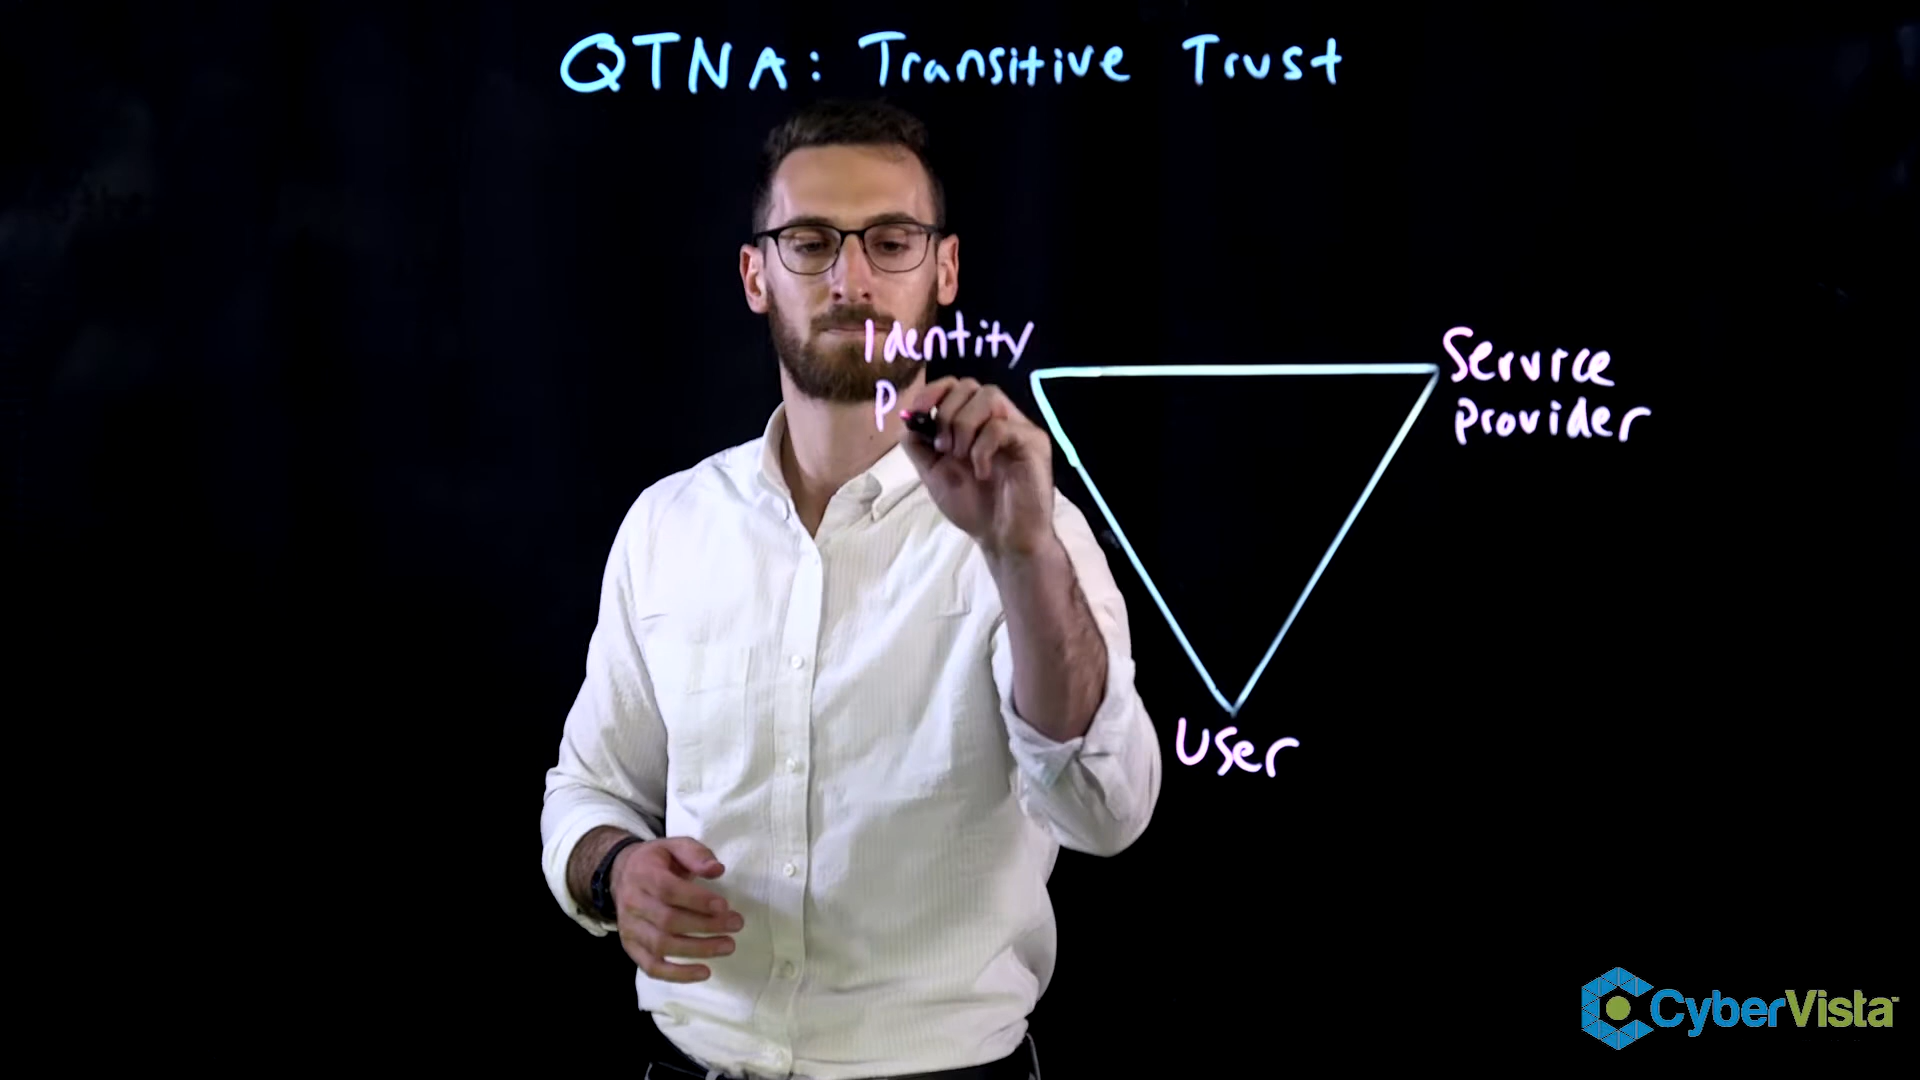 QTNA: Transitive Trust
Identity
P
Service
provider
User
CyberVista